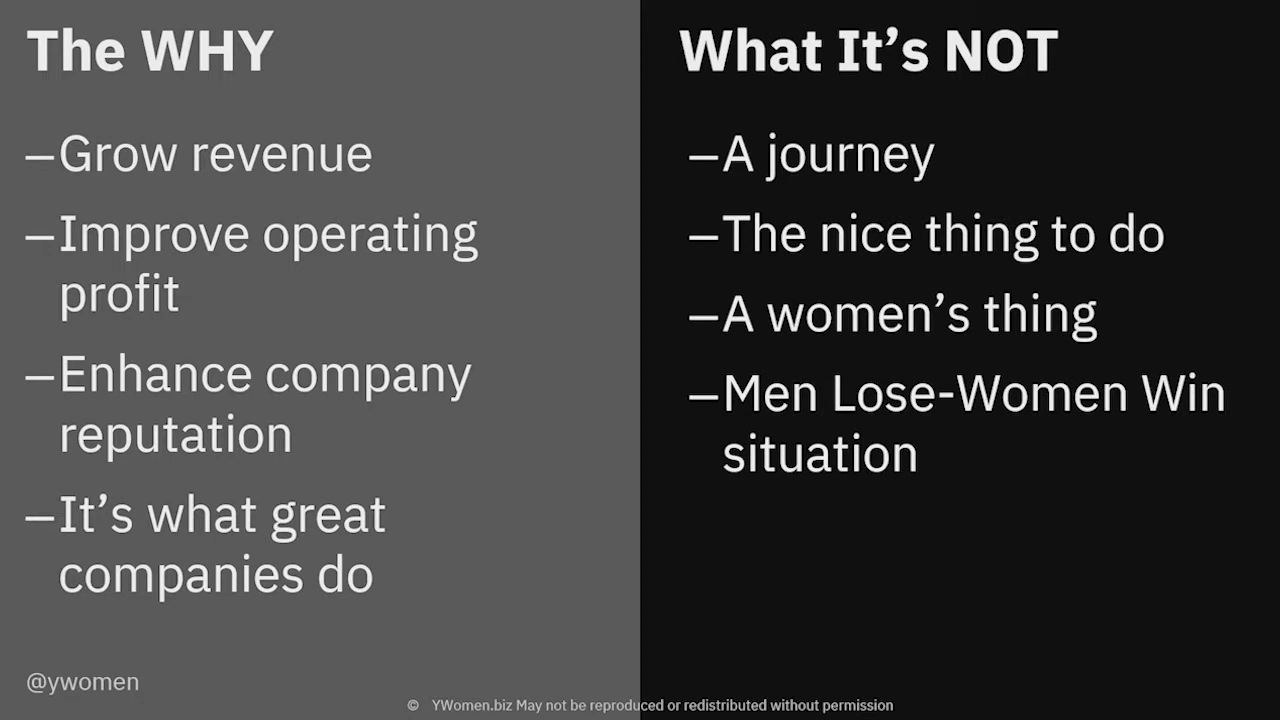 The WHY
–Grow revenue
–Improve operating
profit
–Enhance company
reputation
–It’s what great
companies do
@ywomen
What It’s NOT
–A journey
–The nice thing to do
–A women’s thing
–Men Lose-Women Win
situation
© YWomen.biz May not be reproduced or redistributed without permission